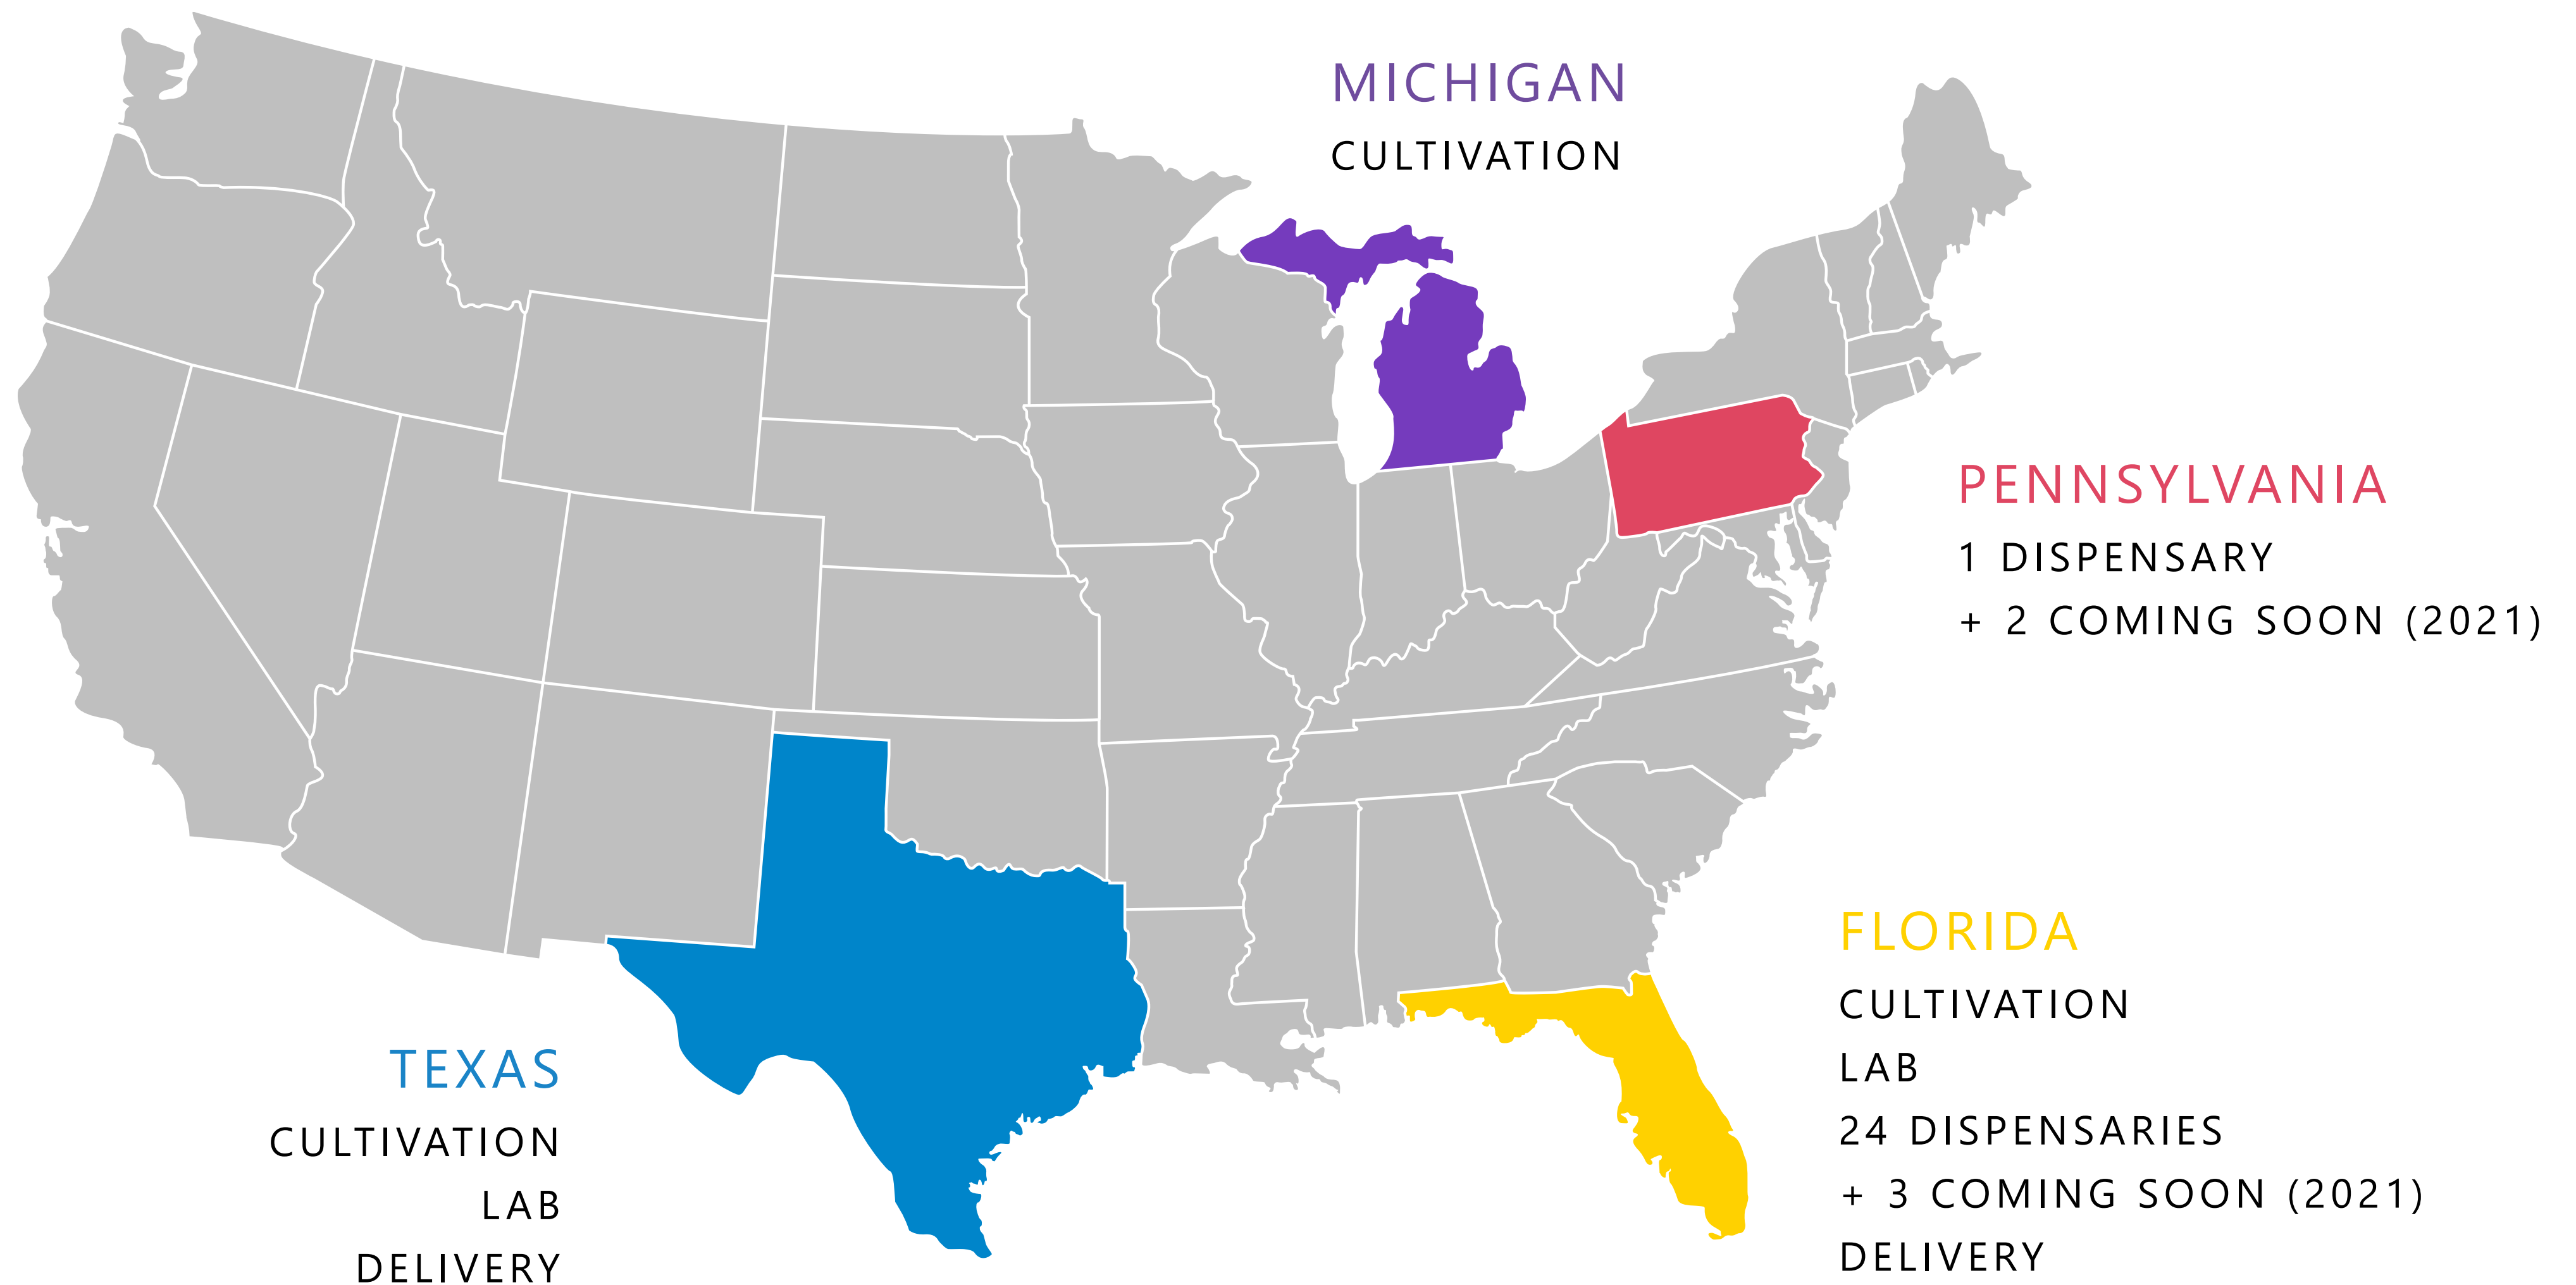 MICHIGAN
CULTIVATION
PENNSYLVANIA
1 DISPENSARY
+ 2 COMING SOON (2021)
FLORIDA
CULTIVATION
LAB
24 DISPENSARIES
+ 3 COMING SOON (2021)
DELIVERY
TEXAS
CULTIVATION
LAB
DELIVERY